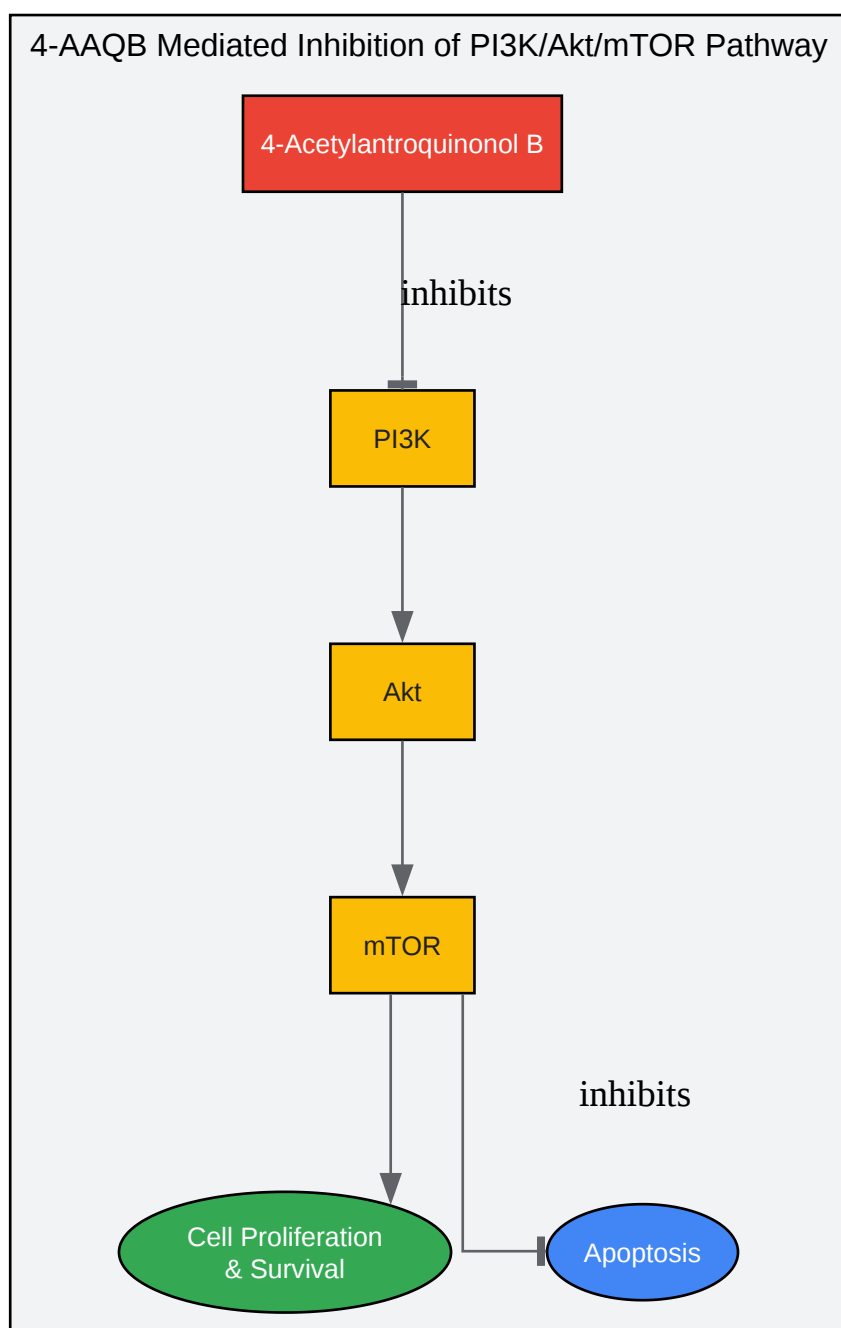 4-AAQB Mediated Inhibition of PI3K/Akt/mTOR Pathway
4-Acetylantroquinonol B
inhibits
PI3K
Akt
mTOR
inhibits
Cell Proliferation
& Survival
Apoptosis